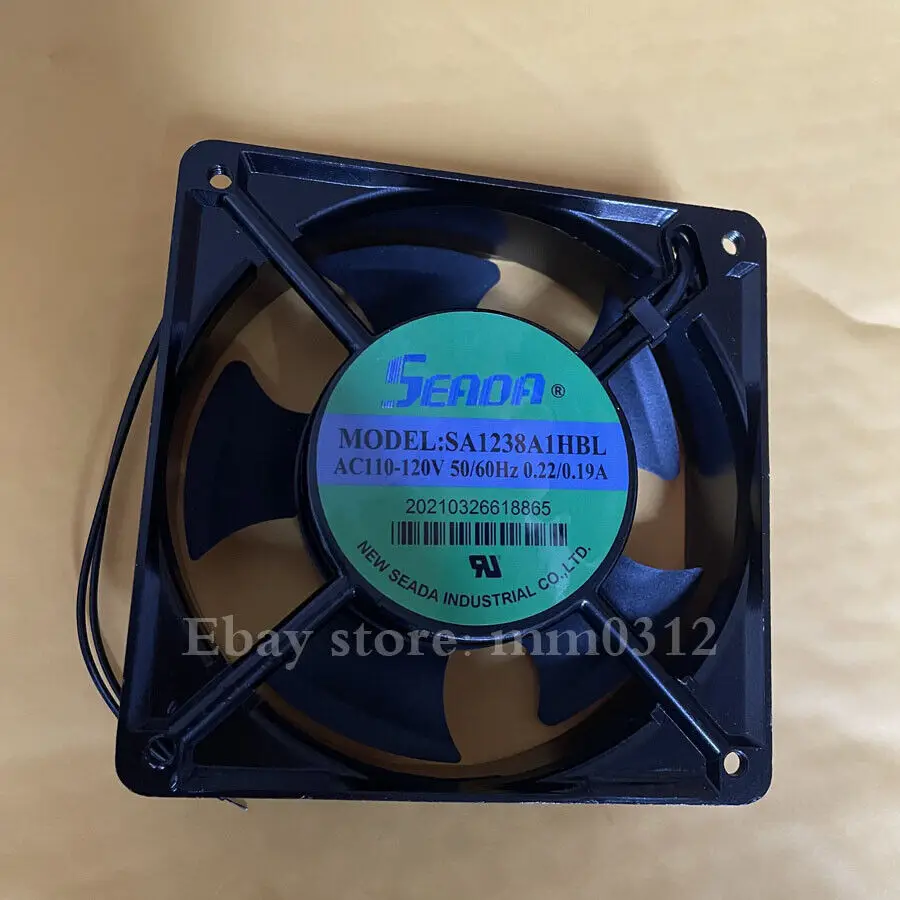 SEADA ®
MODEL:SA1238A1HBL
AC110-120V 50/60Hz 0.22/0.19A
20210326618865
NEW SEADA INDUSTRIAL CO.,LTD.
Ebay store: mm0312